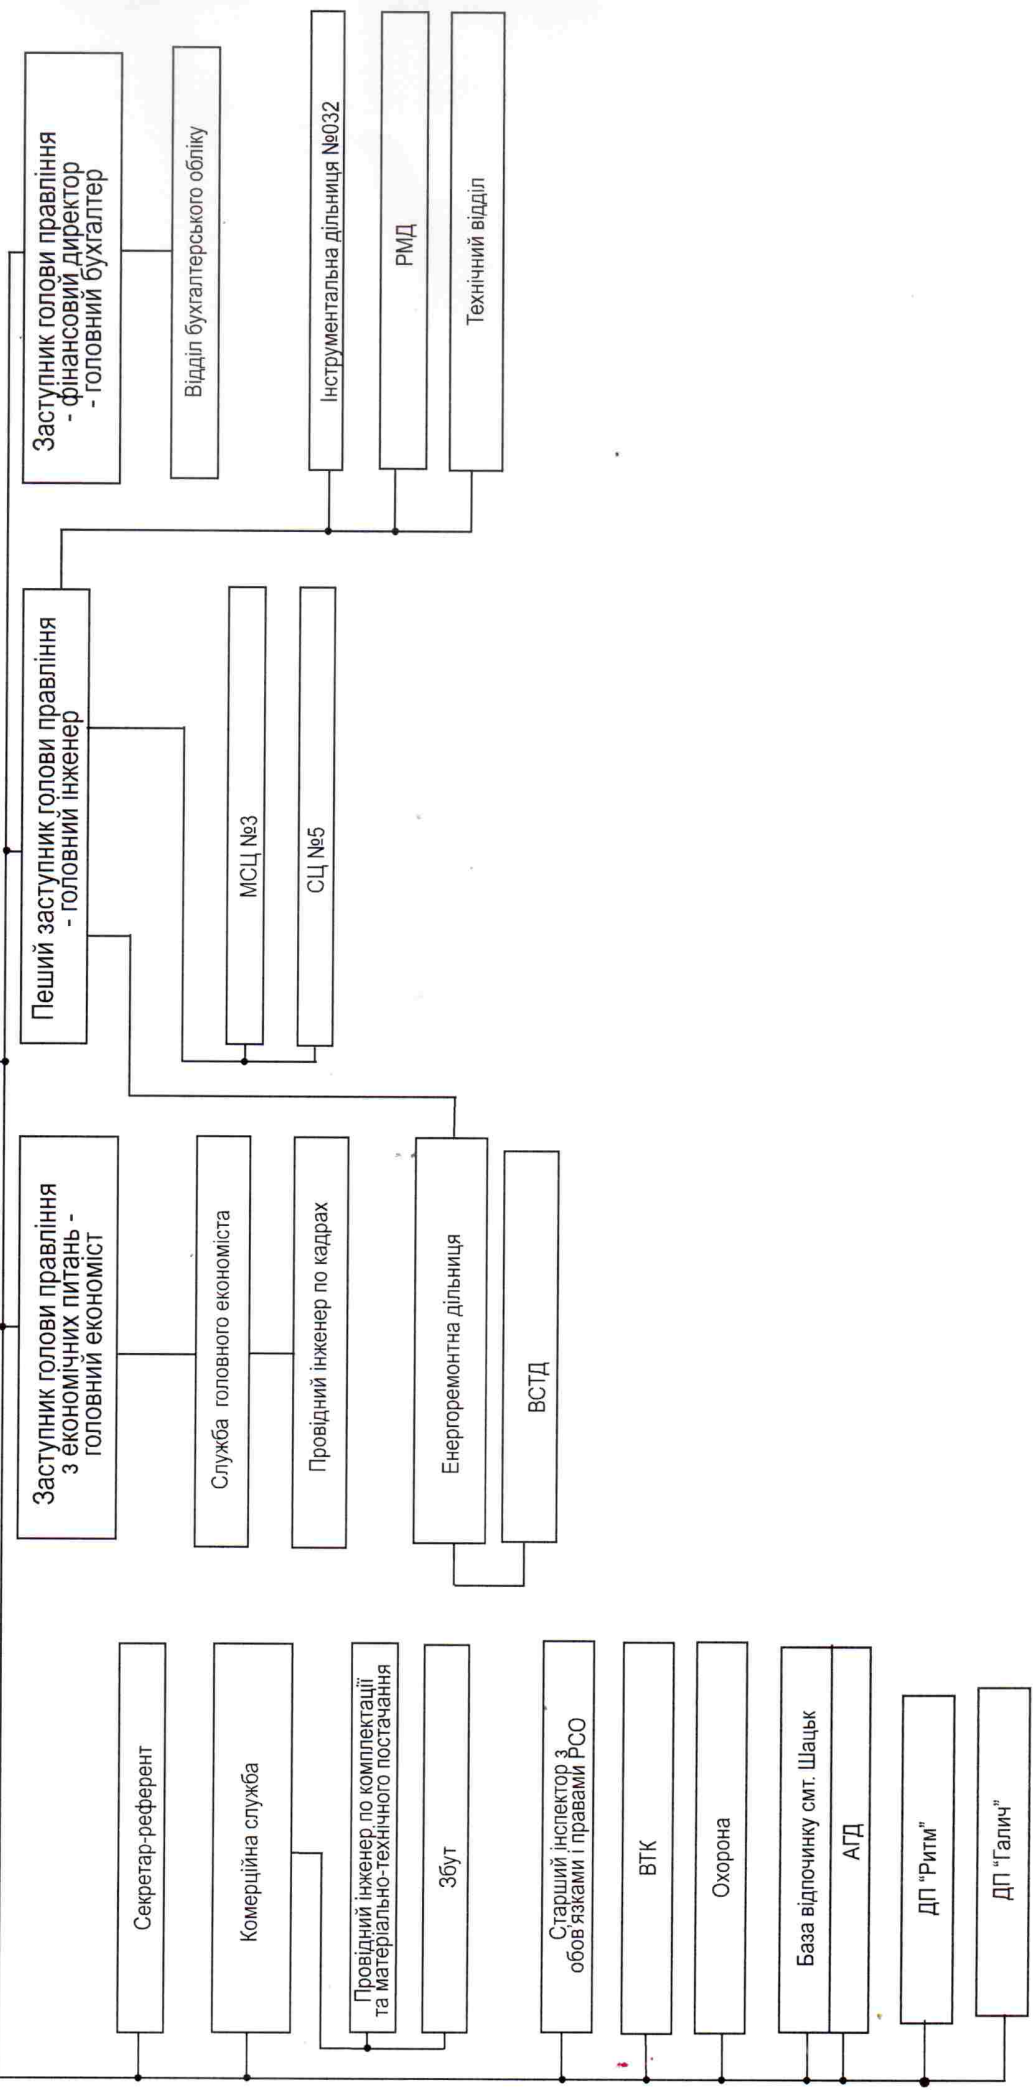 Секретар-референт
Комерційна служба
Провідний інженер по комплектації
та матеріально-технічного постачання
Збут
Старший інспектор з
обов'язками і правами РСО
ВТК
Охорона
База відпочинку смт. Шацьк
АГД
ДП “Ритм”
ДП “Галич”
Заступник голови правління
з економічних питань -
головний економіст
Служба головного економіста
Провідний інженер по кадрах
Енергоремонтна дільниця
ВСТД
Пеший заступник голови правління
- головний інженер
МСЦ №3
СЦ №5
Заступник голови правління
- фінансовий директор
- головний бухгалтер
Відділ бухгалтерського обліку
Інструментальна дільниця №032
РМД
Технічний відділ